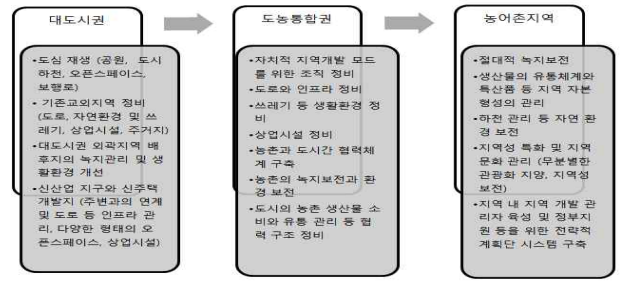 대도시권
•도심 재생 (공원, 도시
하천, 오픈스페이스,
보행로)
• 기존교외지역 정비
(도로, 자연환경 및 쓰
레기, 상업시설, 주거지)
•대도시권 외곽지역 배
후지의 녹지관리 및 생
활환경 개선
•신산업 지구와 신주택
개발지 (주변과의 연계
및 도로 등 인프라 관
리, 다양한 형태의 오
픈스페이스, 상업시설)
도농통합권
•자치적 지역개발 모드
를 위한 조직 정비
•도로와 인프라 정비
•쓰레기 등 생활환경 정
비
•상업시설 정비
•농촌과 도시간 협력체
계 구축
•농촌의 녹지보전과 환
경 보전
•도시의 농촌 생산물 소
비와 유통 관리 등 협
력 구조 정비
농어촌지역
•절대적 녹지보전
•생산물의 유통체계와
특산품 등 지역 자본
형성의 관리
•하천 관리 등 자연 환
경 보전
•지역성 특화 및 지역
문화 관리 (무분별한
관광화 지양, 지역성
보전)
•지역 내 지역 개발 관
리자 육성 및 정부지
원 등을 위한 전략적
계획단 시스템 구축